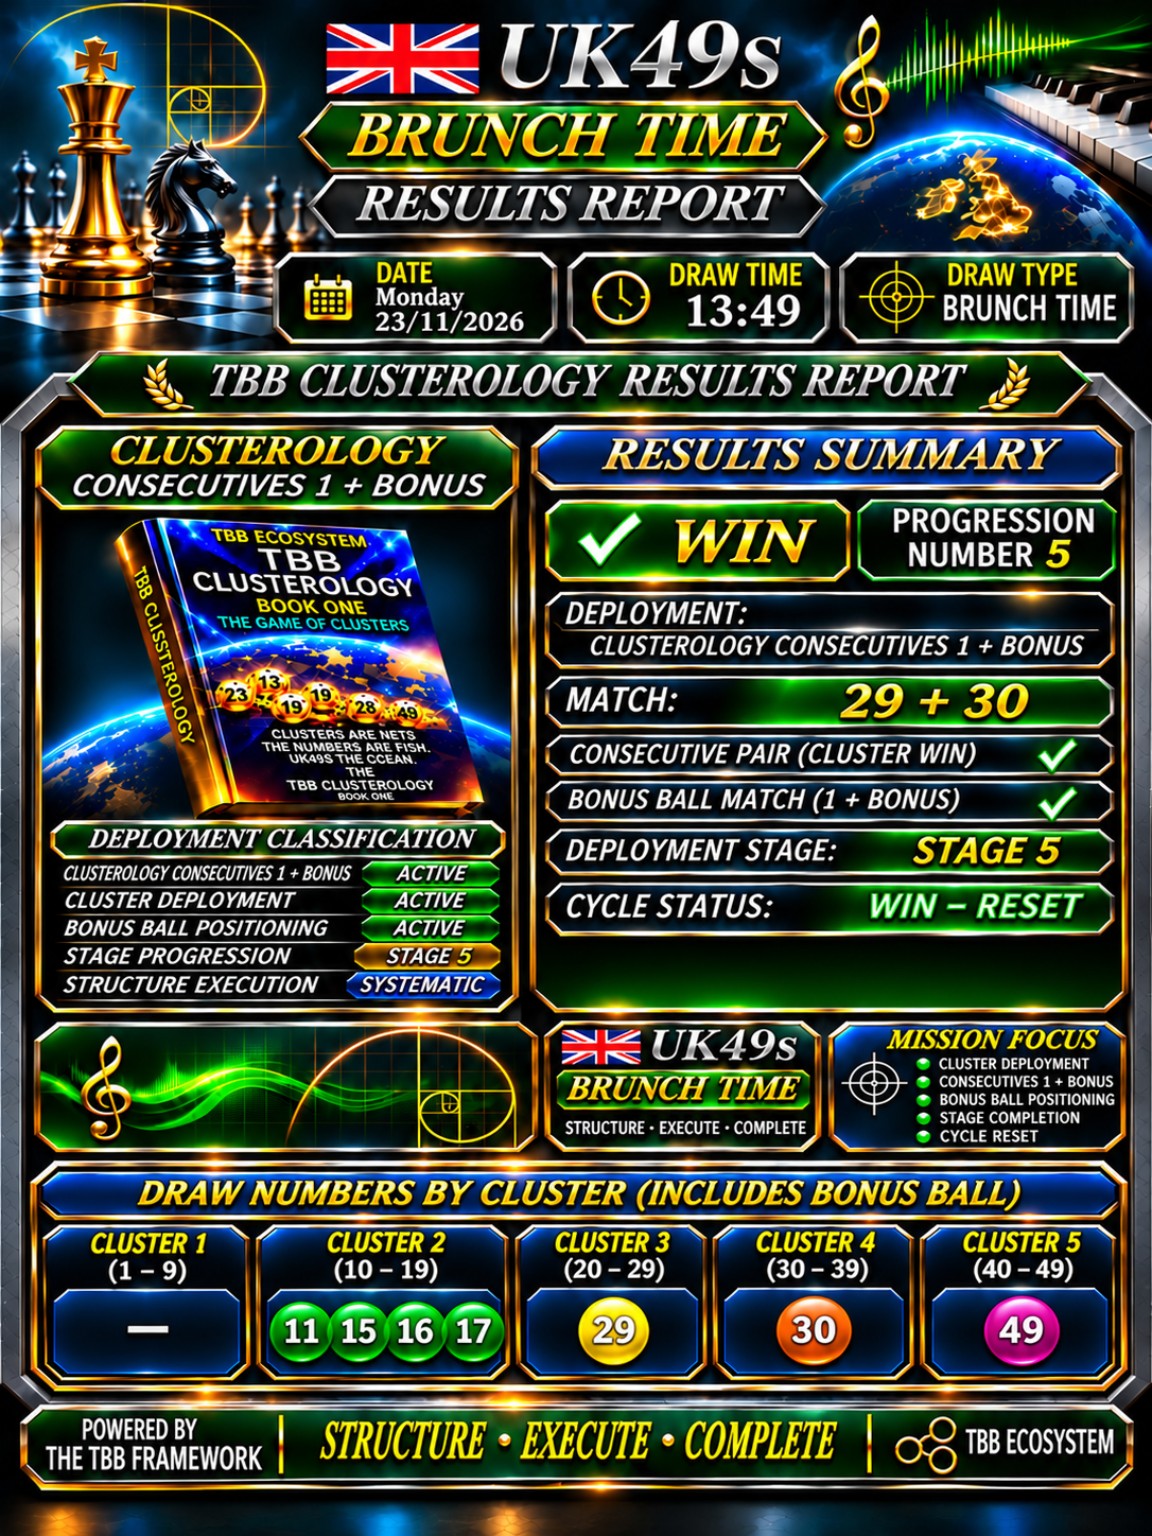 UK49s
BRUNCH TIME
RESULTS REPORT
DATE
Monday
23/11/2026
DRAW TIME
13:49
DRAW TYPE
BRUNCH TIME
TBB CLUSTEROLOGY RESULTS REPORT
CLUSTEROLOGY
CONSECUTIVES 1 + BONUS
TBB CLISSTEROLOGY
TBB ECOSYSTEM
TBB
CLUSTEROLOGY
BOOK ONE
THE GAME OF CLUSTERS
23 13 19 19 28 49
CLUSTERS ARE NETS
THE NUMBERS ARE FISH.
UK49S THE CCEAN.
THE
TBB CLUSTEROLOGY
BOOK ONE
DEPLOYMENT CLASSIFICATION
CLUSTEROLOGY CONSECUTIVES 1 + BONUS ACTIVE
CLUSTER DEPLOYMENT ACTIVE
BONUS BALL POSITIONING ACTIVE
STAGE PROGRESSION STAGE 5
STRUCTURE EXECUTION SYSTEMATIC
RESULTS SUMMARY
WIN
PROGRESSION
NUMBER 5
DEPLOYMENT:
CLUSTEROLOGY CONSECUTIVES 1 + BONUS
MATCH: 29 + 30
CONSECUTIVE PAIR (CLUSTER WIN)
BONUS BALL MATCH (1 + BONUS)
DEPLOYMENT STAGE: STAGE 5
CYCLE STATUS: WIN – RESET
UK49s
BRUNCH TIME
STRUCTURE • EXECUTE • COMPLETE
MISSION FOCUS
CLUSTER DEPLOYMENT
CONSECUTIVES 1 + BONUS
BONUS BALL POSITIONING
STAGE COMPLETION
CYCLE RESET
DRAW NUMBERS BY CLUSTER (INCLUDES BONUS BALL)
CLUSTER 1
(1 – 9)
—
CLUSTER 2
(10 – 19)
11 15 16 17
CLUSTER 3
(20 – 29)
29
CLUSTER 4
(30 – 39)
30
CLUSTER 5
(40 – 49)
49
POWERED BY
THE TBB FRAMEWORK
STRUCTURE • EXECUTE • COMPLETE
TBB ECOSYSTEM